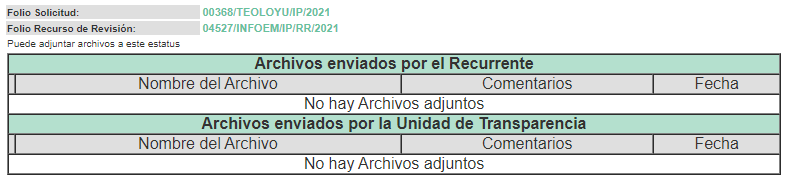 Folio Solicitud: 00368/TEOLOYU/IP/2021
Folio Recurso de Revisión: 04527/INFOEM/IP/RR/2021
Puede adjuntar archivos a este estatus
Archivos enviados por el Recurrente
Nombre del Archivo Comentarios Fecha
No hay Archivos adjuntos
Archivos enviados por la Unidad de Transparencia
Nombre del Archivo Comentarios Fecha
No hay Archivos adjuntos